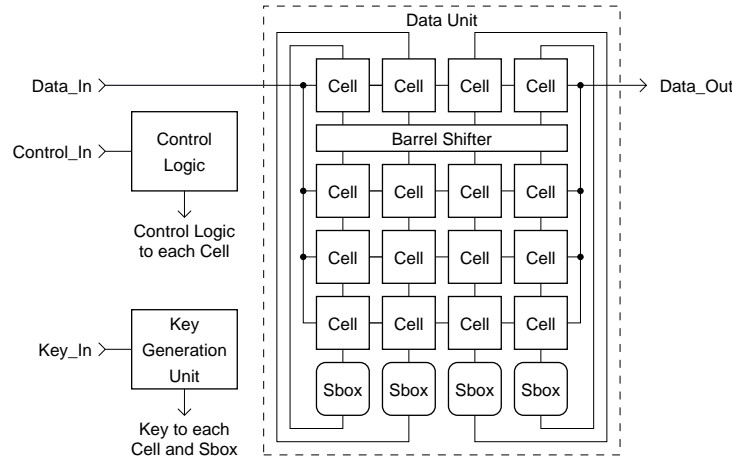 Data Unit
Data_In
Cell Cell Cell Cell
Data_Out
Control_In
Control
Logic
Barrel Shifter
Control Logic
to each Cell
Cell Cell Cell Cell
Cell Cell Cell Cell
Key_In
Key
Generation
Unit
Cell Cell Cell Cell
Sbox Sbox Sbox Sbox
Key to each
Cell and Sbox